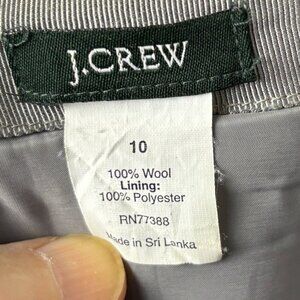 J.CREW
10
100% Wool
Lining:
100% Polyester
RN77388
Made in Sri Lanka